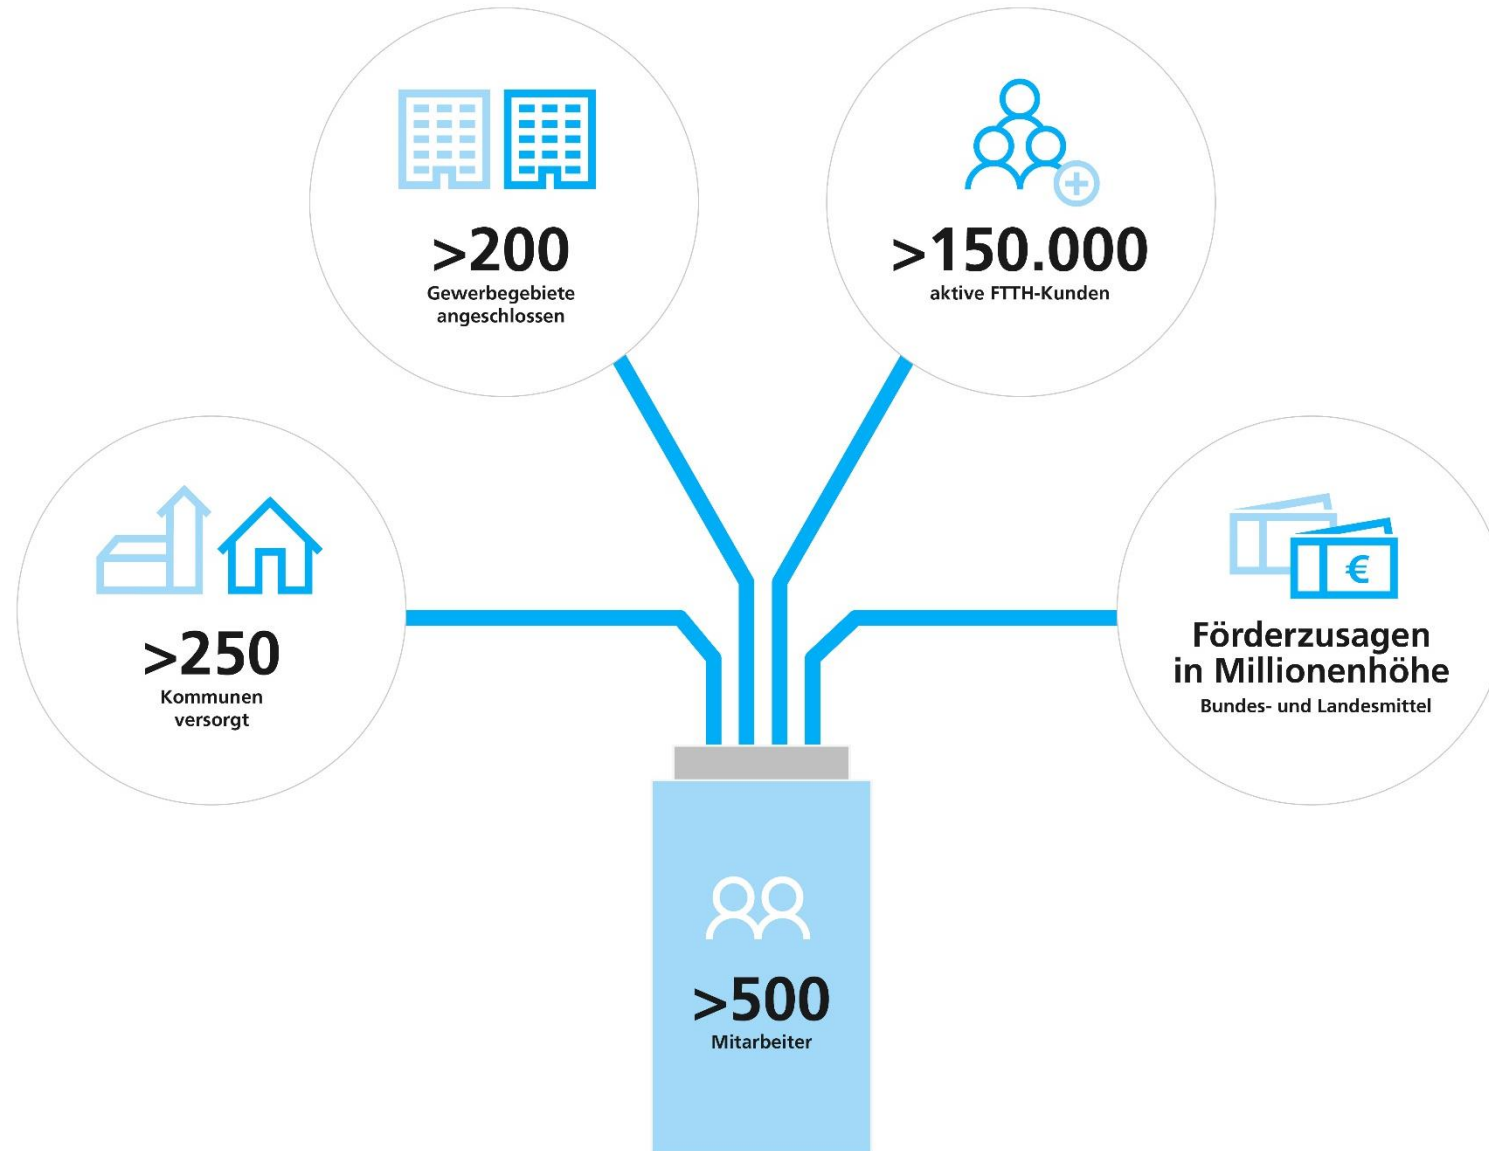 >200
Gewerbegebiete
angeschlossen
>150.000
aktive FTTH-Kunden
>250
Kommunen
versorgt
€
Förderzusagen
in Millionenhöhe
Bundes- und Landesmittel
>500
Mitarbeiter